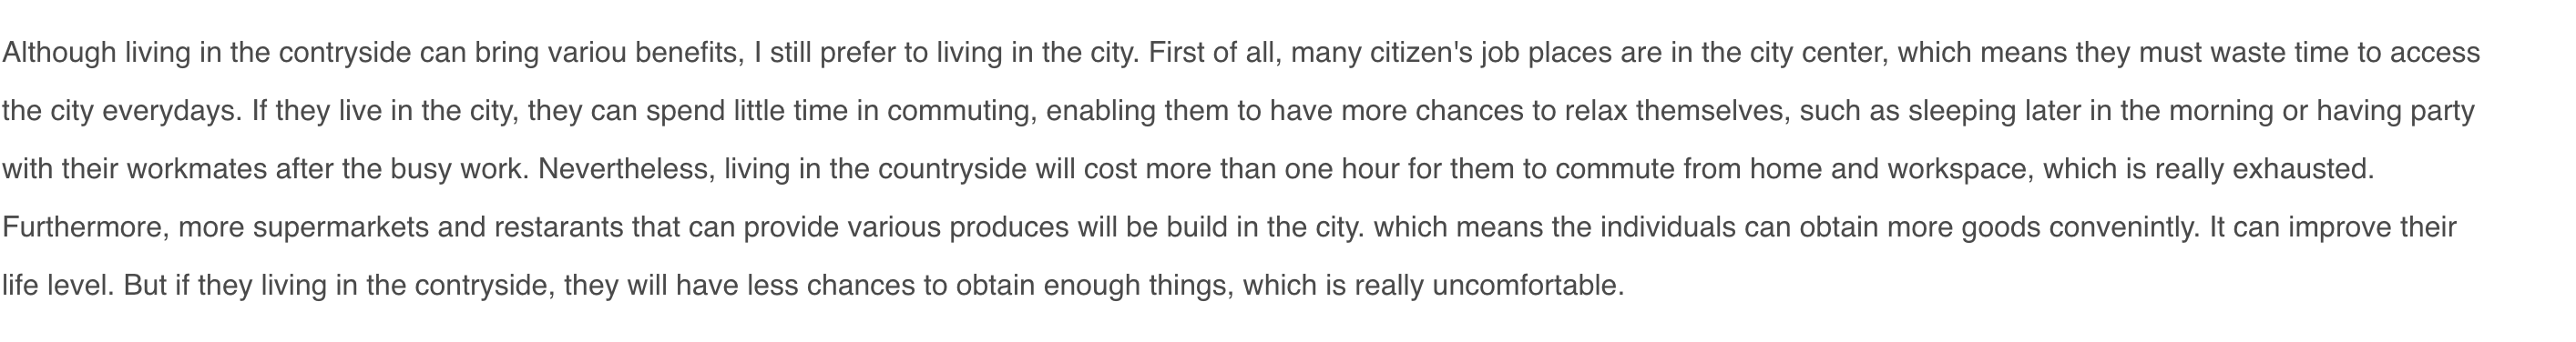 Although living in the contryside can bring variou benefits, I still prefer to living in the city. First of all, many citizen's job places are in the city center, which means they must waste time to access
the city everydays. If they live in the city, they can spend little time in commuting, enabling them to have more chances to relax themselves, such as sleeping later in the morning or having party
with their workmates after the busy work. Nevertheless, living in the countryside will cost more than one hour for them to commute from home and workspace, which is really exhausted.
Furthermore, more supermarkets and restarants that can provide various produces will be build in the city. which means the individuals can obtain more goods convenintly. It can improve their
life level. But if they living in the contryside, they will have less chances to obtain enough things, which is really uncomfortable.